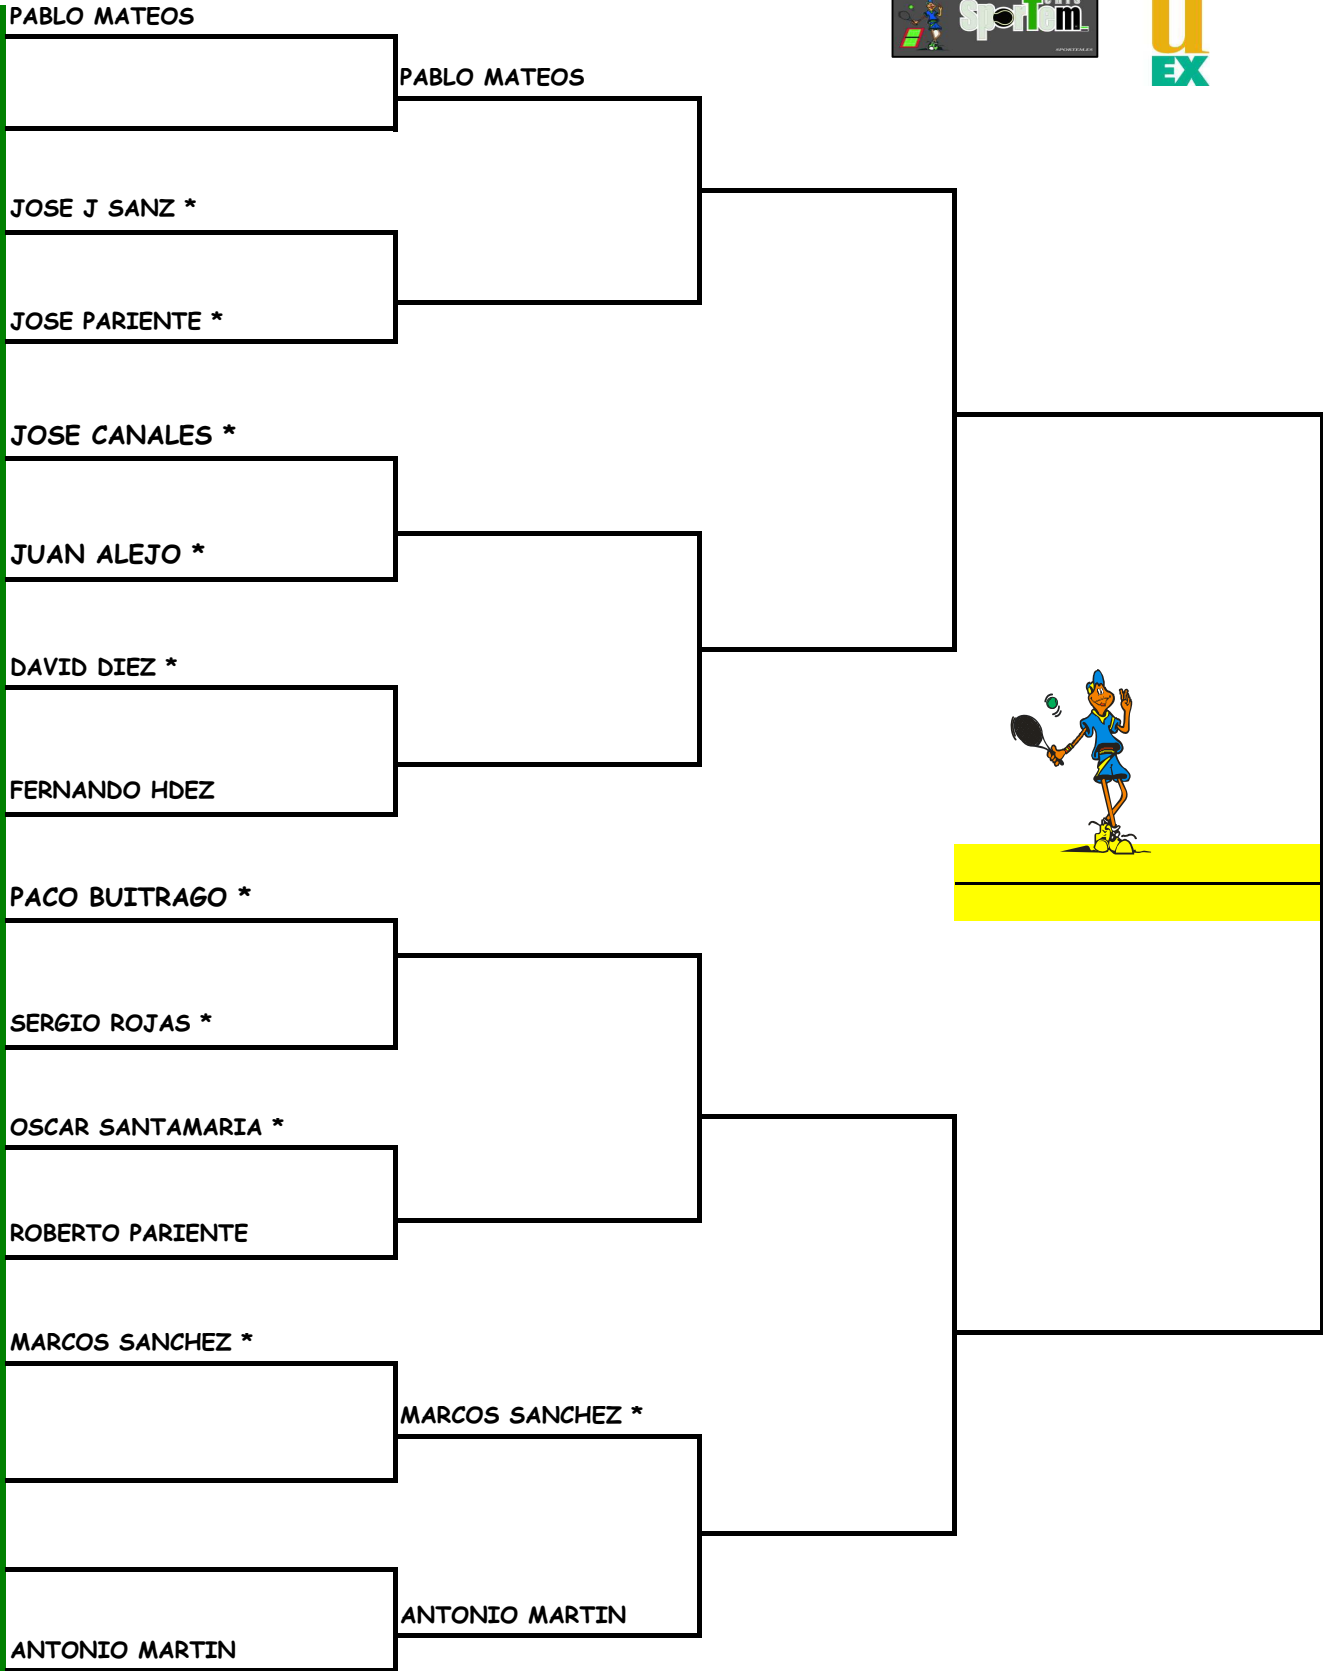 PABLO MATEOS
SporTem
u
EX
PABLO MATEOS
JOSE J SANZ *
JOSE PARIENTE *
JOSE CANALES *
JUAN ALEJO *
DAVID DIEZ *
FERNANDO HDEZ
PACO BUITRAGO *
SERGIO ROJAS *
OSCAR SANTAMARIA *
ROBERTO PARIENTE
MARCOS SANCHEZ *
MARCOS SANCHEZ *
ANTONIO MARTIN
ANTONIO MARTIN